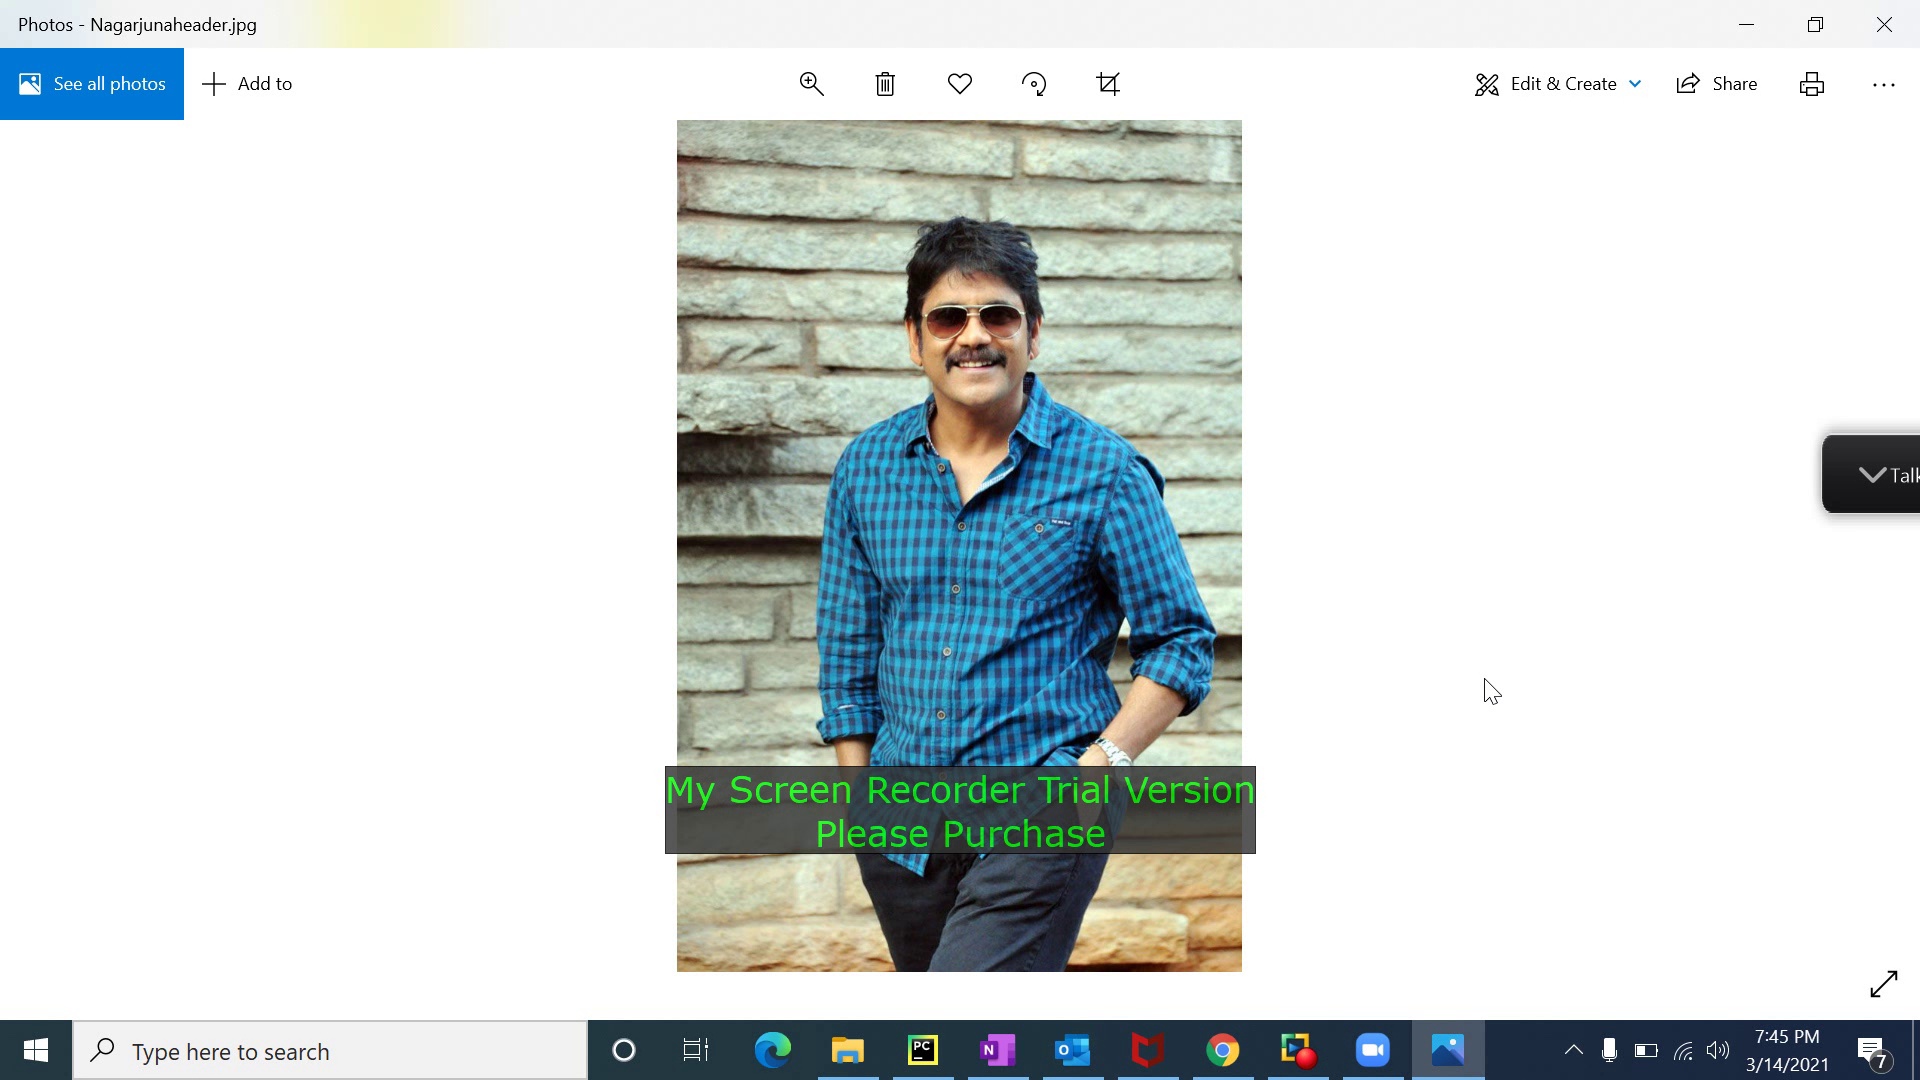 Photos - Nagarjunaheader.jpg
See all photos
Add to
Edit & Create
Share
Talk
My Screen Recorder Trial Version
Please Purchase
Type here to search
PC
N
O
7:45 PM
3/14/2021
7